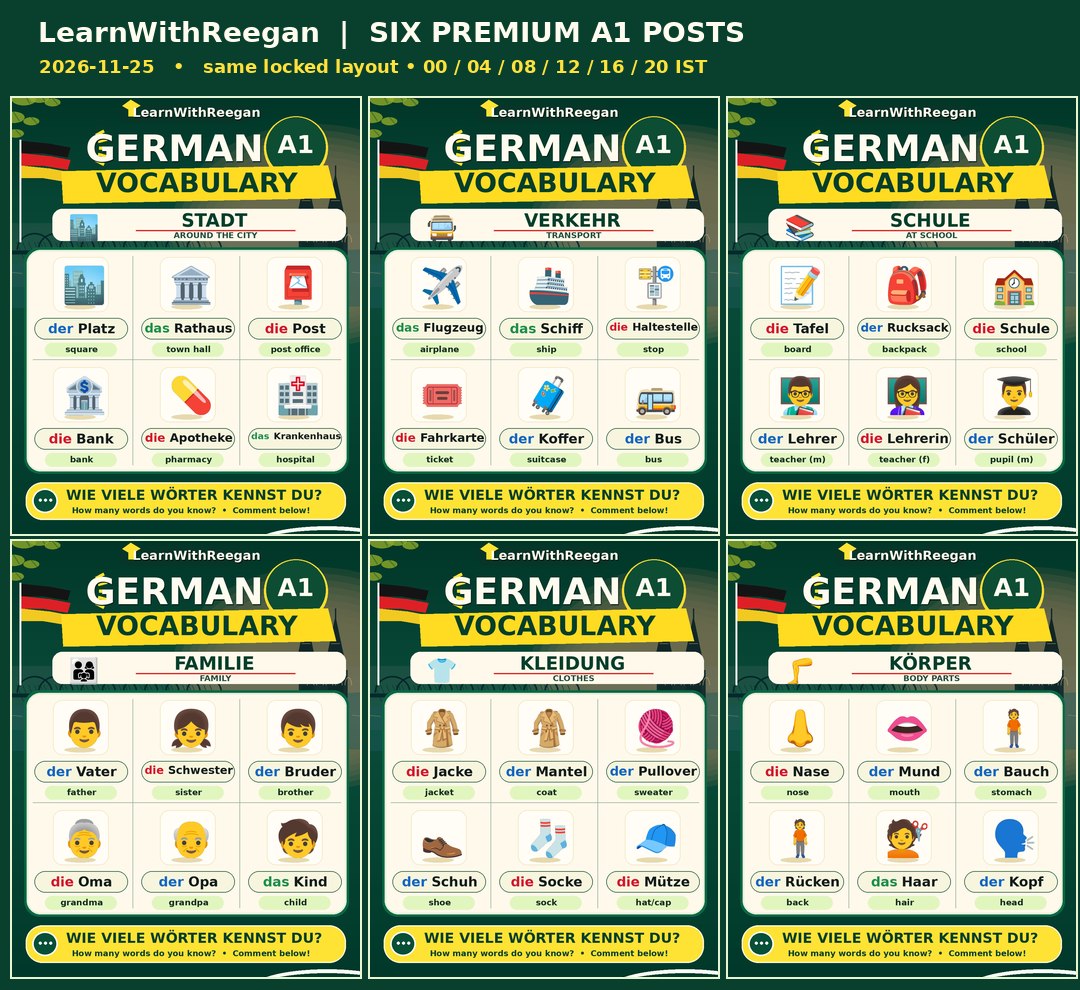 LearnWithReegan | SIX PREMIUM A1 POSTS
2026-11-25 • same locked layout • 00 / 04 / 08 / 12 / 16 / 20 IST
LearnWithReegan
GERMAN A1
VOCABULARY
STADT
AROUND THE CITY
der Platz das Rathaus die Post
square town hall post office
die Bank die Apotheke das Krankenhaus
bank pharmacy hospital
WIE VIELE WÖRTER KENNST DU?
How many words do you know? • Comment below!
LearnWithReegan
GERMAN A1
VOCABULARY
VERKEHR
TRANSPORT
das Flugzeug das Schiff die Haltestelle
airplane ship stop
die Fahrkarte der Koffer der Bus
ticket suitcase bus
WIE VIELE WÖRTER KENNST DU?
How many words do you know? • Comment below!
LearnWithReegan
GERMAN A1
VOCABULARY
SCHULE
AT SCHOOL
die Tafel der Rucksack die Schule
board backpack school
der Lehrer die Lehrerin der Schüler
teacher (m) teacher (f) pupil (m)
WIE VIELE WÖRTER KENNST DU?
How many words do you know? • Comment below!
LearnWithReegan
GERMAN A1
VOCABULARY
FAMILIE
FAMILY
der Vater die Schwester der Bruder
father sister brother
die Oma der Opa das Kind
grandma grandpa child
WIE VIELE WÖRTER KENNST DU?
How many words do you know? • Comment below!
LearnWithReegan
GERMAN A1
VOCABULARY
KLEIDUNG
CLOTHES
die Jacke der Mantel der Pullover
jacket coat sweater
der Schuh die Socke die Mütze
shoe sock hat/cap
WIE VIELE WÖRTER KENNST DU?
How many words do you know? • Comment below!
LearnWithReegan
GERMAN A1
VOCABULARY
KÖRPER
BODY PARTS
die Nase der Mund der Bauch
nose mouth stomach
der Rücken das Haar der Kopf
back hair head
WIE VIELE WÖRTER KENNST DU?
How many words do you know? • Comment below!